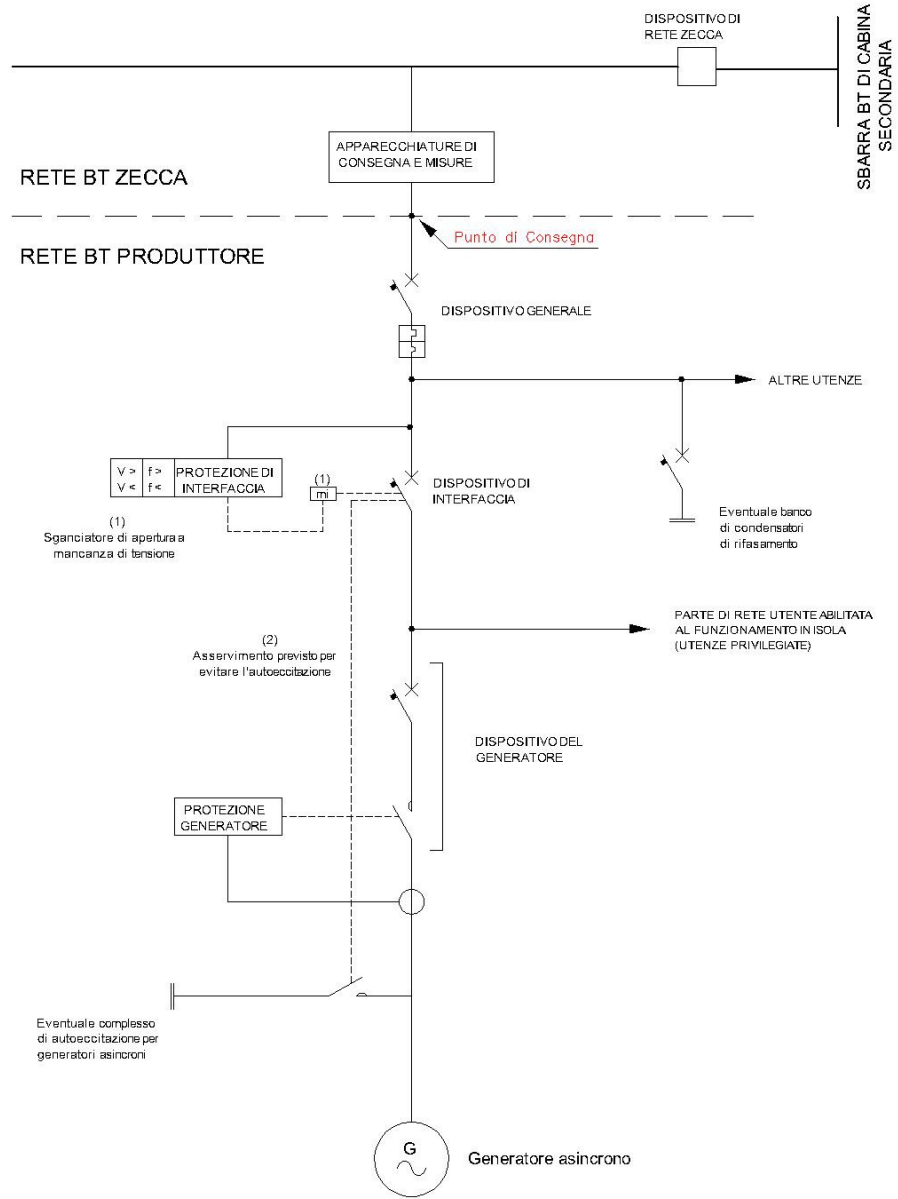 DISPOSITIVO DI
RETE ZECCA
SBARRA BT DI CABINA
SECONDARIA
APPARECCHIATURE DI
CONSEGNA E MISURE
RETE BT ZECCA
Punto di Consegna
RETE BT PRODUTTORE
DISPOSITIVO GENERALE
ALTRE UTENZE
V > f > PROTEZIONE DI
V < f < INTERFACCIA
(1)
mi
DISPOSITIVO DI
INTERFACCIA
(1)
Sganciatore di apertura a
mancanza di tensione
Eventuale banco
di condensatori
di rifasamento
PARTE DI RETE UTENTE ABILITATA
AL FUNZIONAMENTO IN ISOLA
(UTENZE PRIVILEGIATE)
(2)
Asservimento previsto per
evitare l'autoeccitazione
DISPOSITIVO DEL
GENERATORE
PROTEZIONE
GENERATORE
Eventuale complesso
di autoeccitazione per
generatori asincroni
G
Generatore asincrono